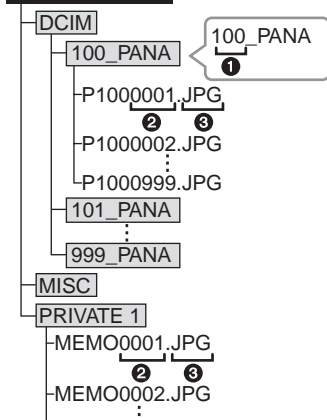 DCIM
100_PANA
100_PANA
❶
P1000001.JPG
❷ ❸
P1000002.JPG
P1000999.JPG
101_PANA
999_PANA
MISC
PRIVATE 1
MEMO0001.JPG
❷ ❸
MEMO0002.JPG